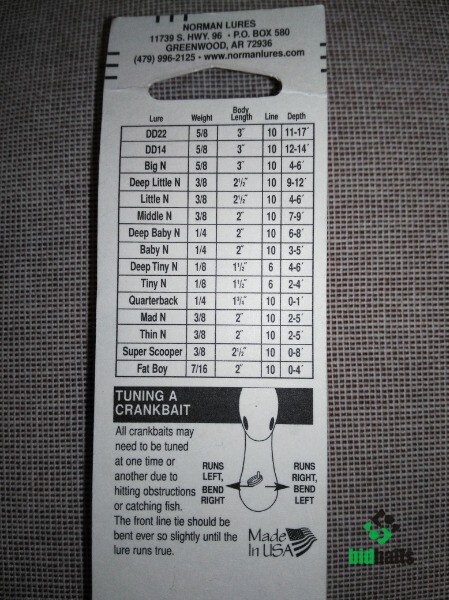 NORMAN LURES
11739 S. HWY. 96 • P.O. BOX 580
GREENWOOD, AR 72936
(479) 996-2125 • www.normanlures.com
Lure Weight Body Length Line Depth
DD22 5/8 3" 10 11-17'
DD14 5/8 3" 10 12-14'
Big N 5/8 3" 10 4-6'
Deep Little N 3/8 2½" 10 9-12'
Little N 3/8 2½" 10 4-6'
Middle N 3/8 2" 10 7-9'
Deep Baby N 1/4 2" 10 6-8'
Baby N 1/4 2" 10 3-5'
Deep Tiny N 1/8 1½" 6 4-6'
Tiny N 1/8 1½" 6 2-4'
Quarterback 1/4 1¾" 10 0-1'
Mad N 3/8 2" 10 2-5'
Thin N 3/8 2" 10 2-5'
Super Scooper 3/8 2½" 10 0-8'
Fat Boy 7/16 2" 10 0-4'
TUNING A
CRANKBAIT
All crankbaits may
need to be tuned
at one time or
another due to
hitting obstructions
or catching fish.
The front line tie should be
bent ever so slightly until the
lure runs true.
RUNS
LEFT,
BEND
RIGHT
RUNS
RIGHT,
BEND
LEFT
Made
In USA
bidbaits